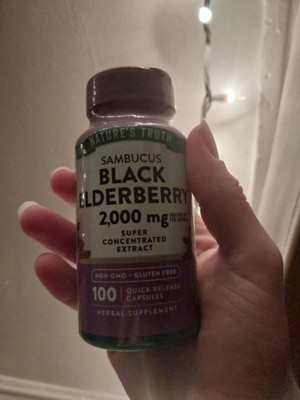 NATURE'S TRUTH
SAMBUCUS
BLACK
ELDERBERRY
2,000 mg
SUPER
CONCENTRATED
EXTRACT
NON-GMO • GLUTEN FREE
100 QUICK RELEASE
CAPSULES
HERBAL SUPPLEMENT